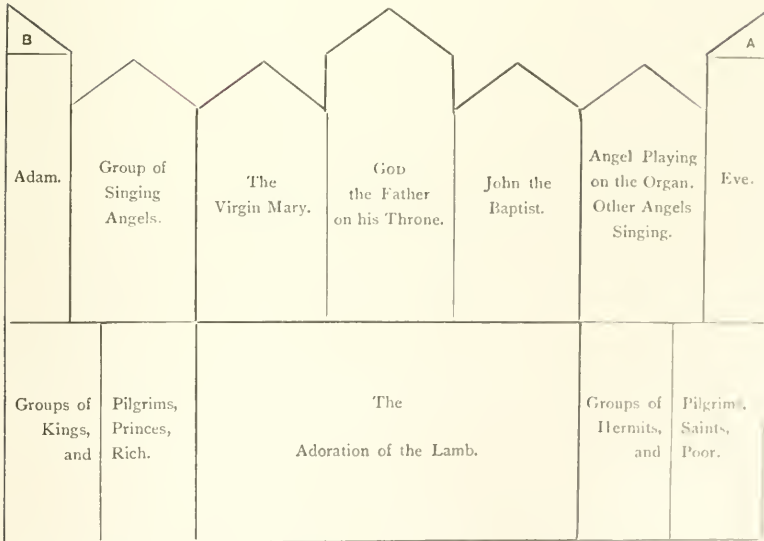 B
A
Adam.
Group of
Singing
Angels.
The
Virgin Mary.
GOD
the Father
on his Throne.
John the
Baptist.
Angel Playing
on the Organ.
Other Angels
Singing.
Eve.
Groups of
Kings,
and
Pilgrims,
Princes,
Rich.
The
Adoration of the Lamb.
Groups of
Hermits,
and
Pilgrims,
Saints,
Poor.